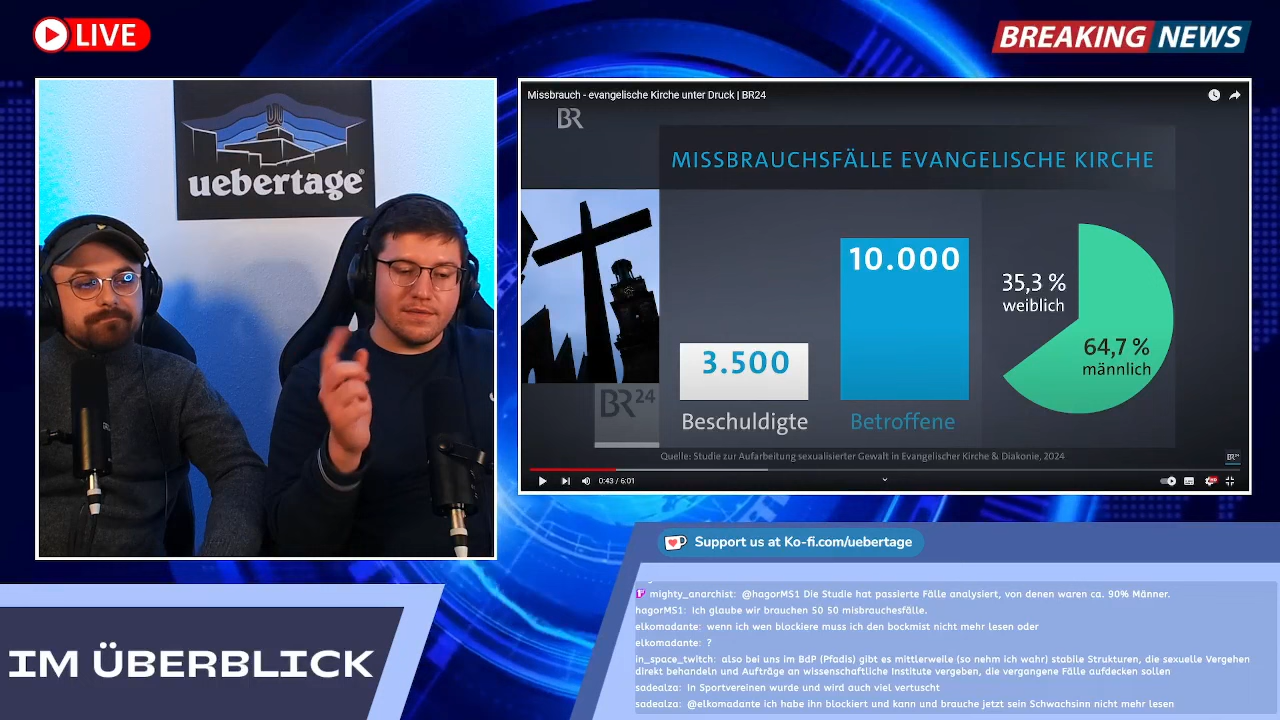 LIVE
BREAKING NEWS
uebertage®
Missbrauch - evangelische Kirche unter Druck | BR24
BR
MISSBRAUCHSFÄLLE EVANGELISCHE KIRCHE
10.000
3.500
35,3 %
weiblich
64,7 %
männlich
BR24
Beschuldigte
Betroffene
Quelle: Studie zur Aufarbeitung sexualisierter Gewalt in Evangelischer Kirche & Diakonie, 2024
0:43 / 6:01
Support us at Ko-fi.com/uebertage
mighty_anarchist: @hagorMS1 Die Studie hat passierte Fälle analysiert, von denen waren ca. 90% Männer.
hagorMS1: Ich glaube wir brauchen 50 50 misbrauchesfälle.
elkomadante: wenn ich wen blockiere muss ich den bockmist nicht mehr lesen oder
elkomadante: ?
in_space_twitch: also bei uns im BdP (Pfadis) gibt es mittlerweile (so nehm ich wahr) stabile Strukturen, die sexuelle Vergehen
direkt behandeln und Aufträge an wissenschaftliche Institute vergeben, die vergangene Fälle aufdecken sollen
sadealza: In Sportvereinen wurde und wird auch viel vertuscht
sadealza: @elkomadante ich habe ihn blockiert und kann und brauche jetzt sein Schwachsinn nicht mehr lesen
IM ÜBERBLICK